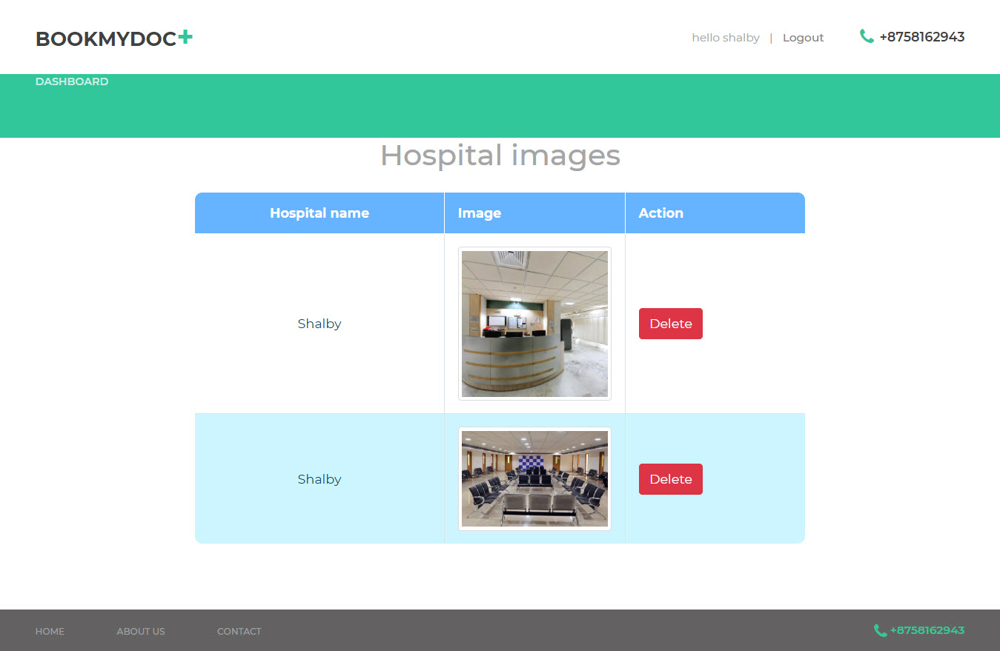 BOOKMYDOC+
hello shalby | Logout
+8758162943
DASHBOARD
Hospital images
Hospital name Image Action
Shalby Delete
Shalby Delete
HOME ABOUT US CONTACT +8758162943